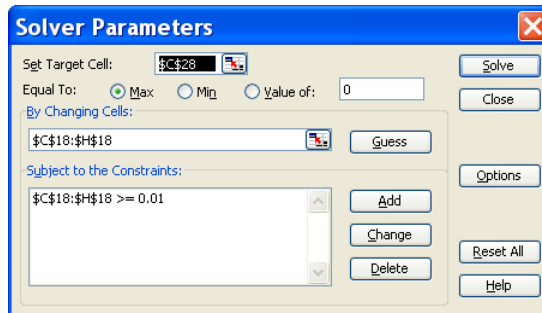 Solver Parameters
Set Target Cell: $C$28 Solve
Equal To: Max Min Value of: 0 Close
By Changing Cells:
$C$18:$H$18 Guess
Subject to the Constraints: Options
$C$18:$H$18 >= 0.01 Add
Change
Reset All
Delete
Help